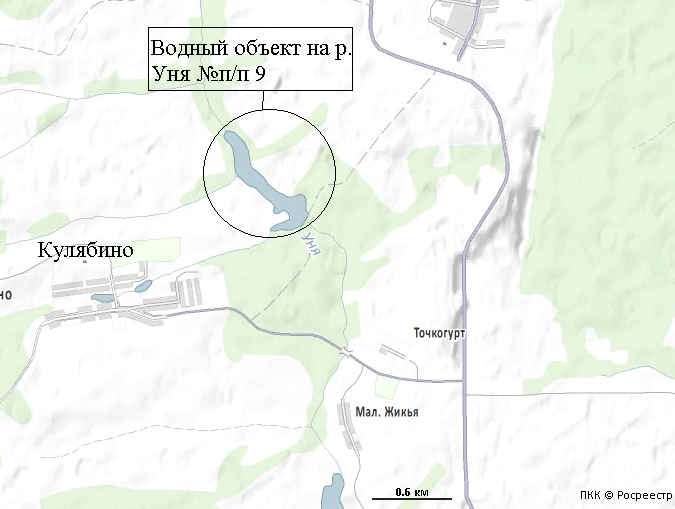 Водный объект на р.
Уня №п/п 9
Уня
Кулябино
но
Точкогурт
Мал. Жикья
0.6 км
ПКК © Росреестр